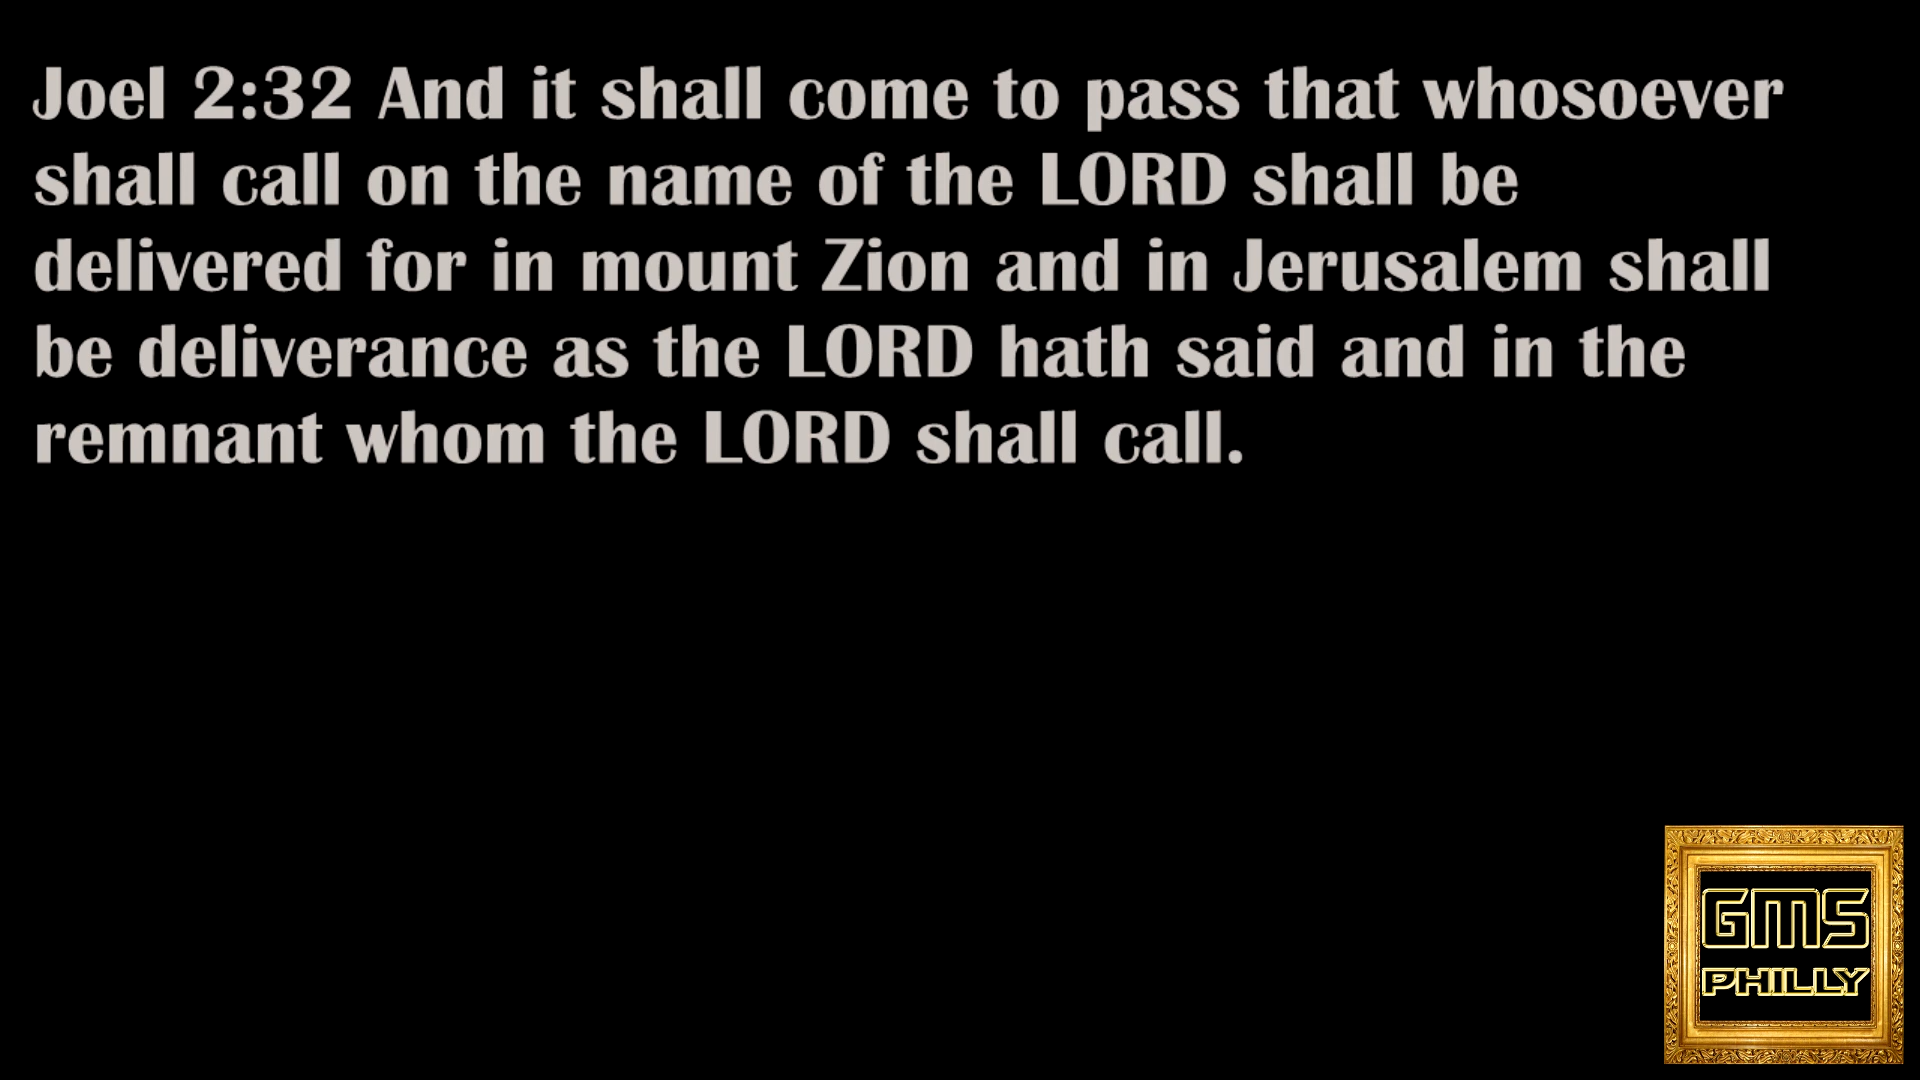 Joel 2:32 And it shall come to pass that whosoever
shall call on the name of the LORD shall be
delivered for in mount Zion and in Jerusalem shall
be deliverance as the LORD hath said and in the
remnant whom the LORD shall call.
GMS
PHILLY